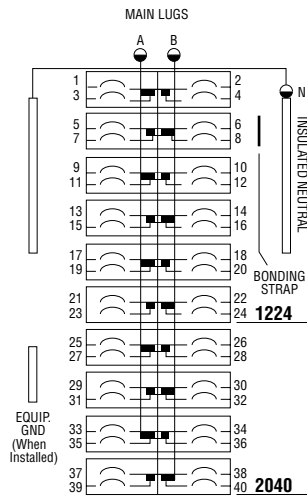 MAIN LUGS
A B
N
1 2
3 4
5 6
7 8
9 10
11 12
13 14
15 16
17 18
19 20
21 22
23 24 1224
25 26
27 28
29 30
31 32
33 34
35 36
37 38
39 40 2040
INSULATED NEUTRAL
BONDING
STRAP
EQUIP.
GND
(When
Installed)